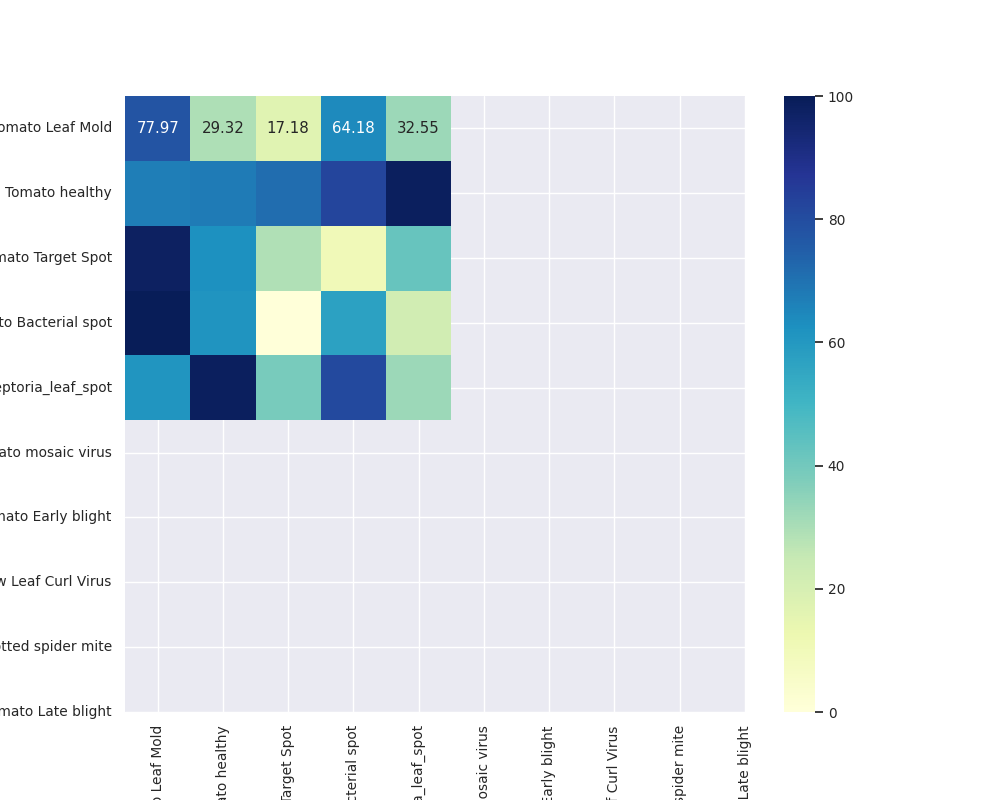 omato Leaf Mold
77.97 29.32 17.18 64.18 32.55
100
Tomato healthy
80
mato Target Spot
to Bacterial spot
60
eptoria_leaf_spot
ato mosaic virus
40
mato Early blight
w Leaf Curl Virus
20
otted spider mite
mato Late blight
0
o Leaf Mold
ato healthy
Target Spot
cterial spot
a_leaf_spot
osaic virus
Early blight
f Curl Virus
spider mite
Late blight